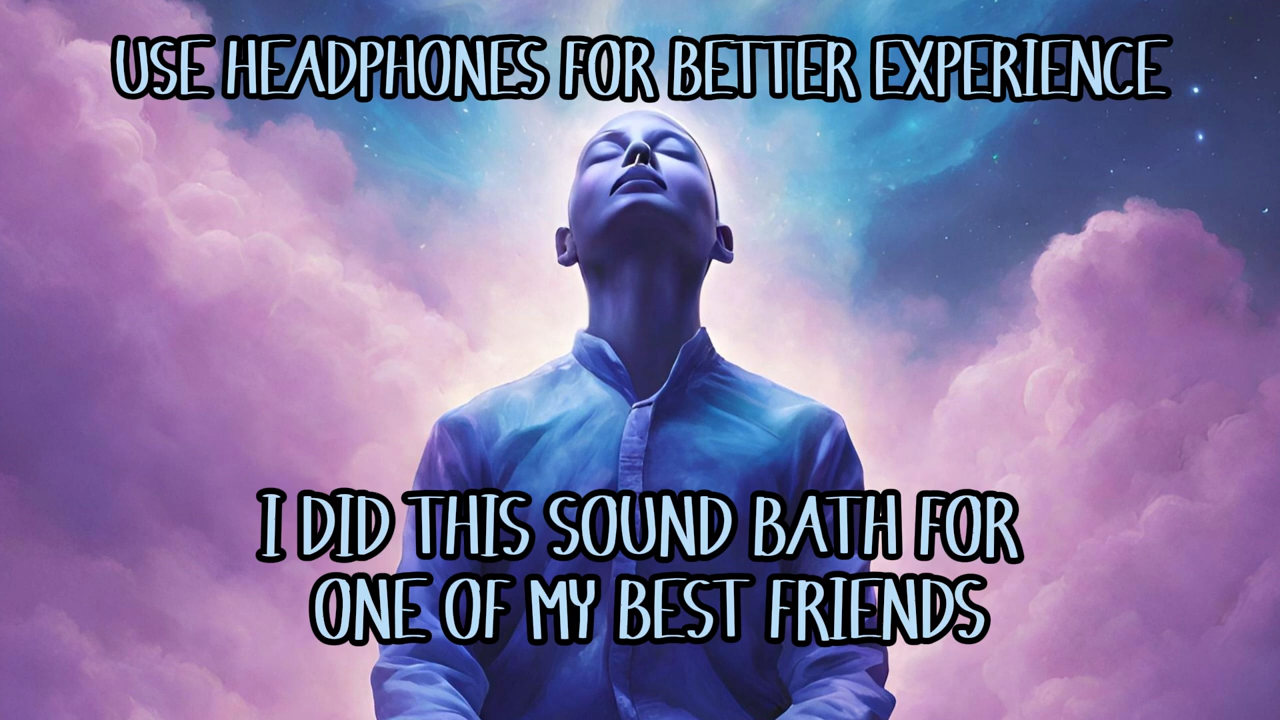 USE HEADPHONES FOR BETTER EXPERIENCE
I DID THIS SOUND BATH FOR
ONE OF MY BEST FRIENDS